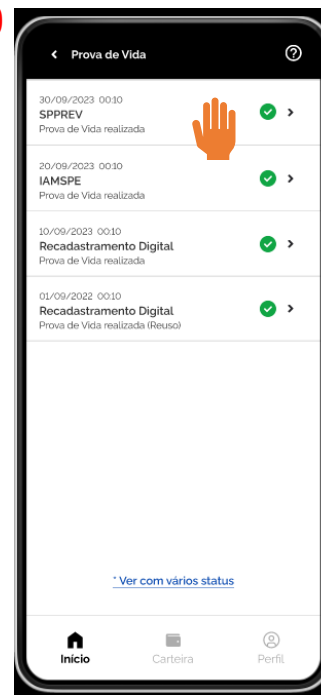 Prova de Vida
30/09/2023 00:10
SPPREV
Prova de Vida realizada
20/09/2023 00:10
IAMSPE
Prova de Vida realizada
10/09/2023 00:10
Recadastramento Digital
Prova de Vida realizada
01/09/2022 00:10
Recadastramento Digital
Prova de Vida realizada (Reuso)
* Ver com vários status
Início
Carteira
Perfil